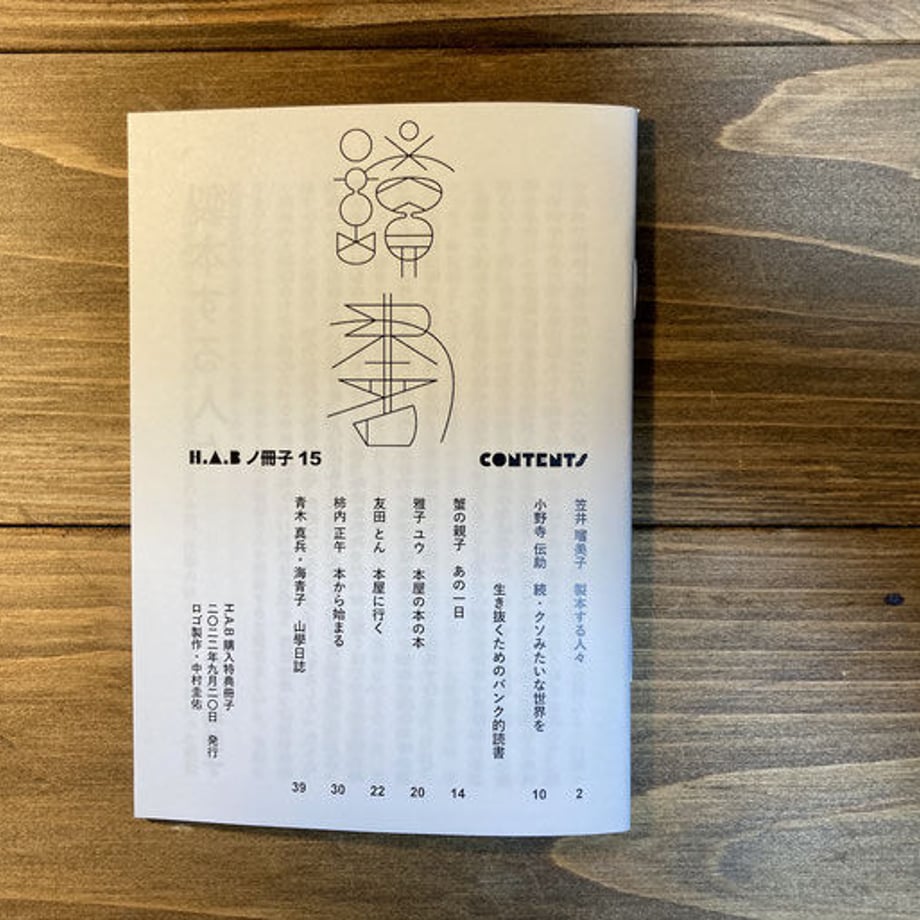 讀書
H.A.B ノ冊子 15
CONTENTS
笠井 瑠美子 製本する人々 2
小野寺 伝助 続・クソみたいな世界を
生き抜くためのパンク的読書 10
蟹の親子 あの一日 14
雅子 ユウ 本屋の本の本 20
友田 とん 本屋に行く 22
柿内 正午 本から始まる 30
青木 真兵・海青子 山學日誌 39
H.A.B 購入特典冊子
二〇二二年九月二〇日 発行
ロゴ製作・中村圭佑